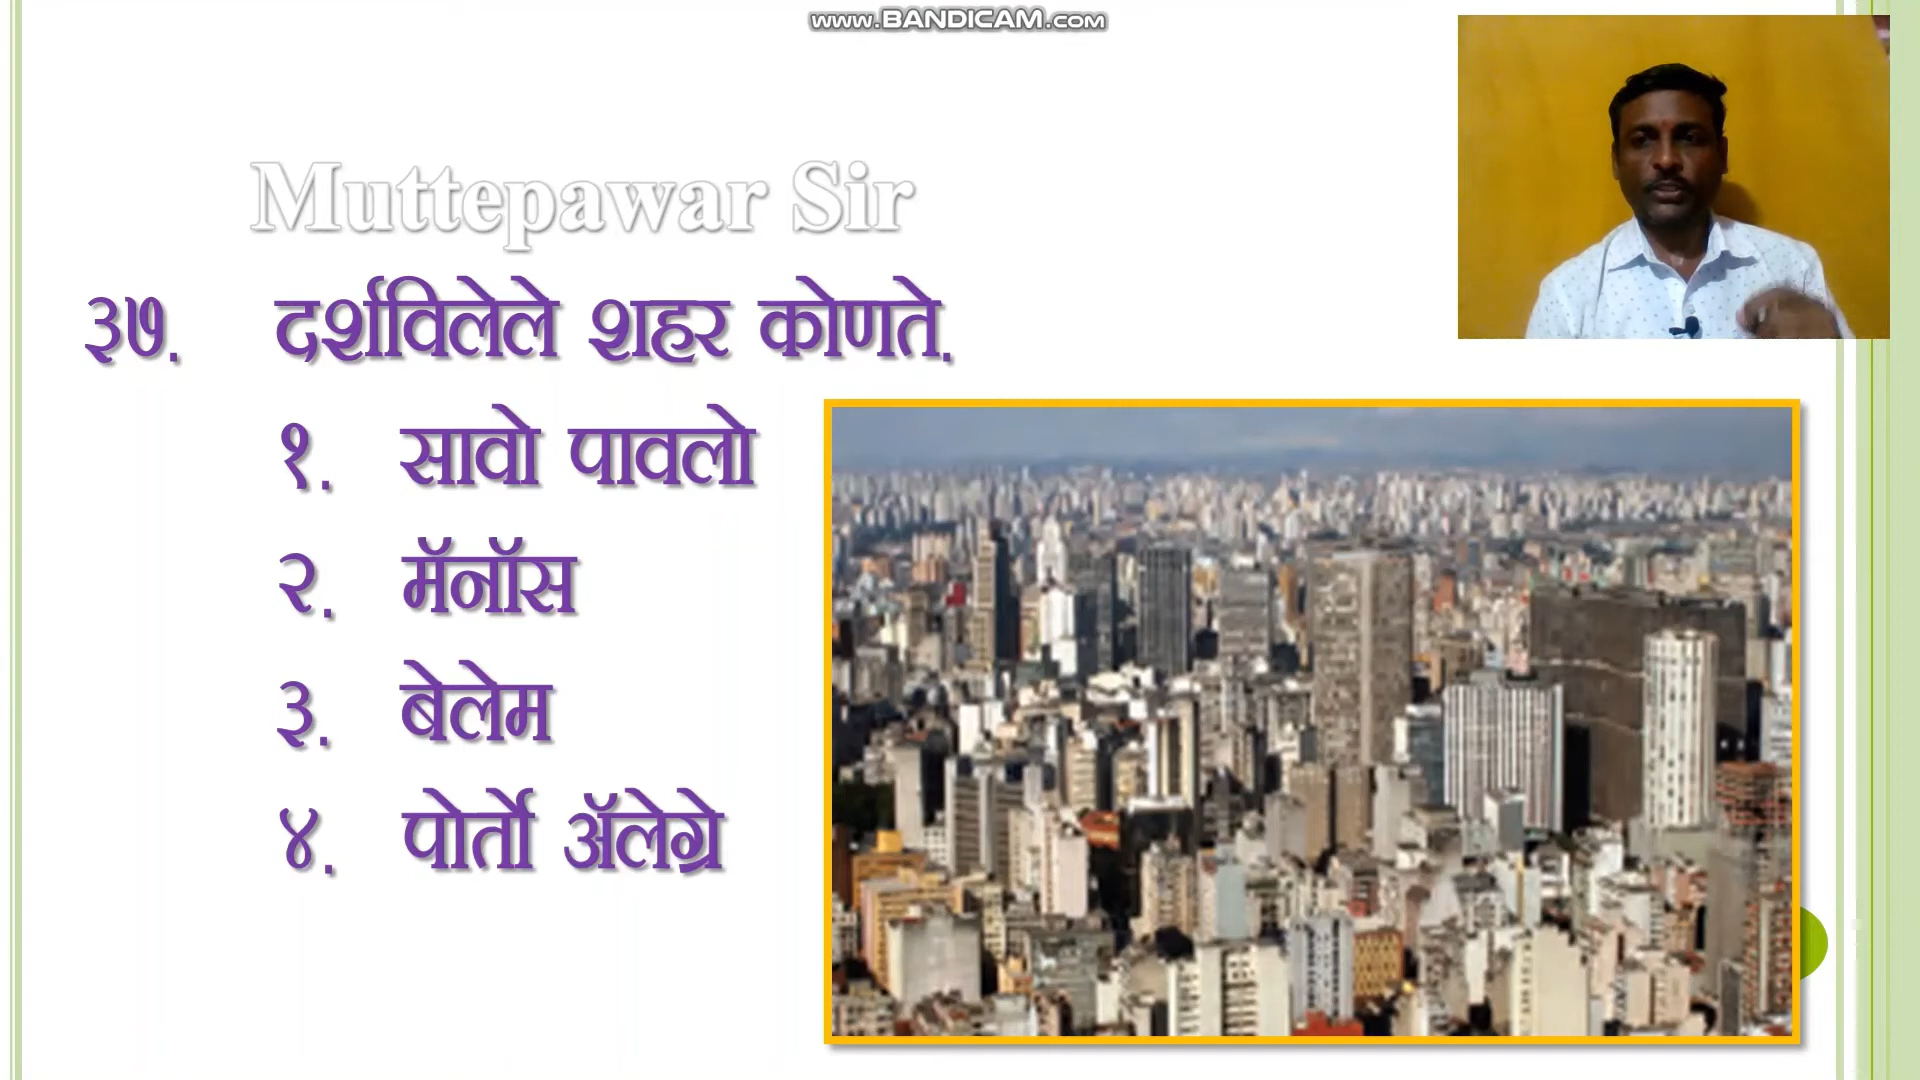 www.BANDICAM.com
Muttepawar Sir
३७. दर्शविलेले शहर कोणते.
१. सावो पावलो
२. मॅनॉस
३. बेलेम
४. पोर्तो ॲलेग्रे